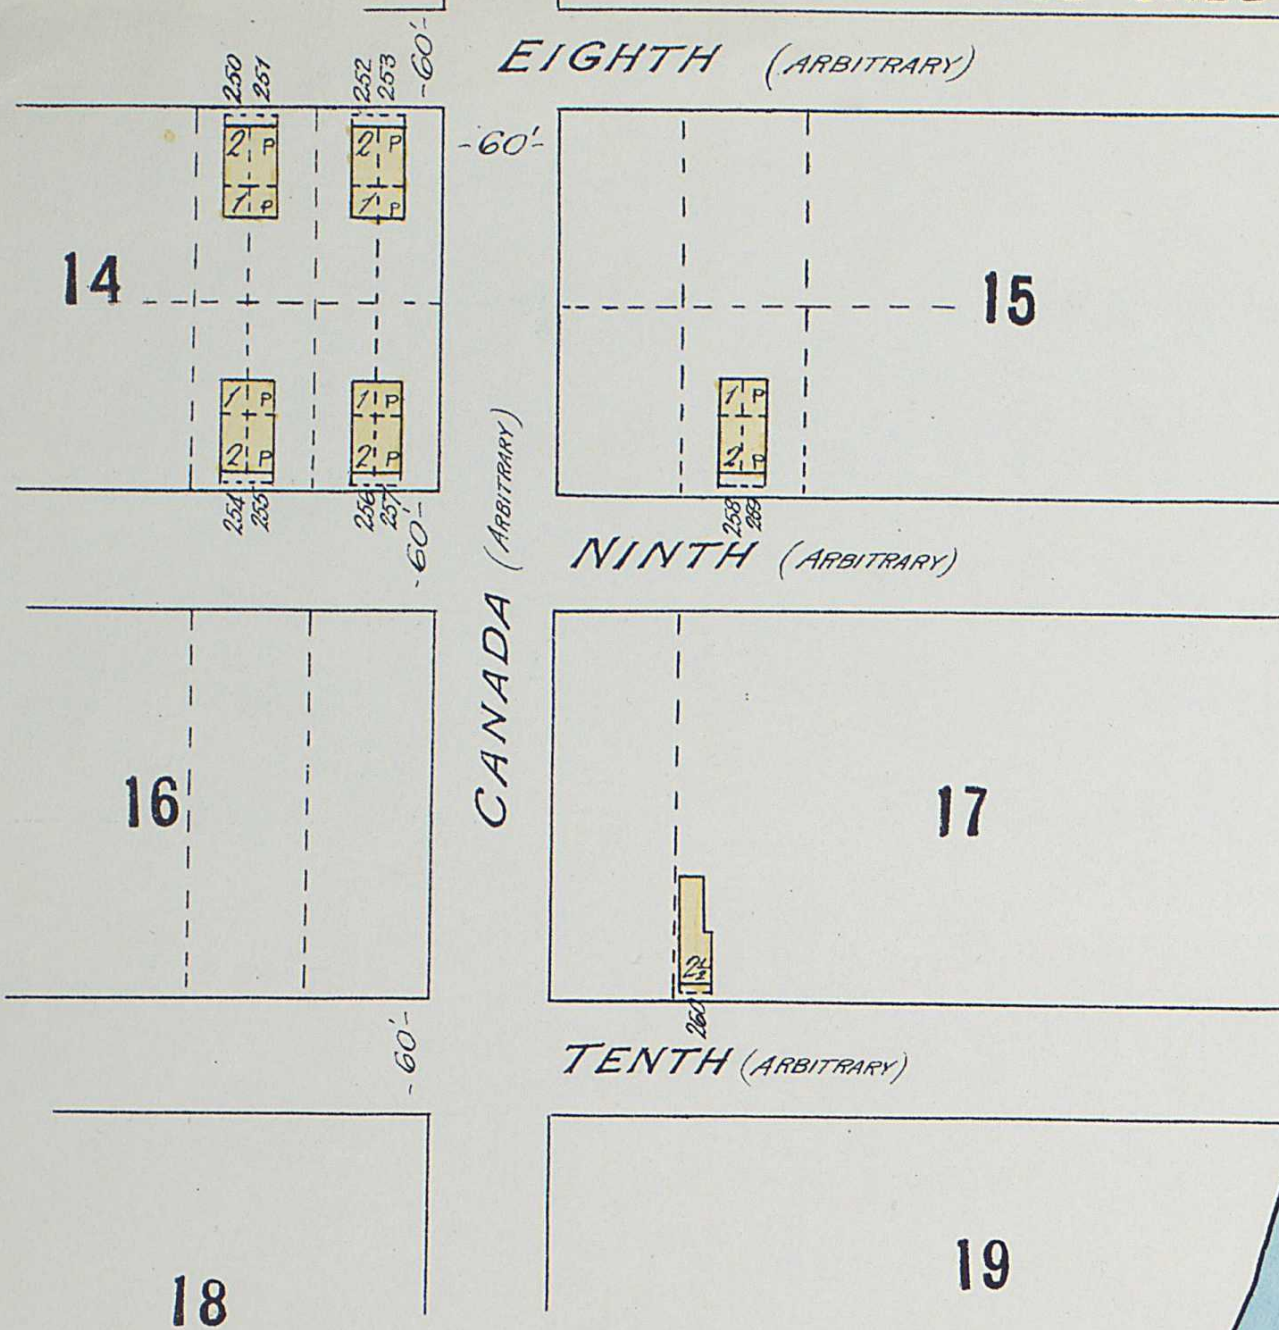 EIGHTH (ARBITRARY)
250
251
252
253
-60'-
-60'-
2 P
1 P
2 P
1 P
14
15
1 P
2 P
1 P
2 P
1 P
2 P
254
255
256
257
-60'-
258
259
CANADA (ARBITRARY)
NINTH (ARBITRARY)
16
17
2½
260
-60'-
TENTH (ARBITRARY)
18
19